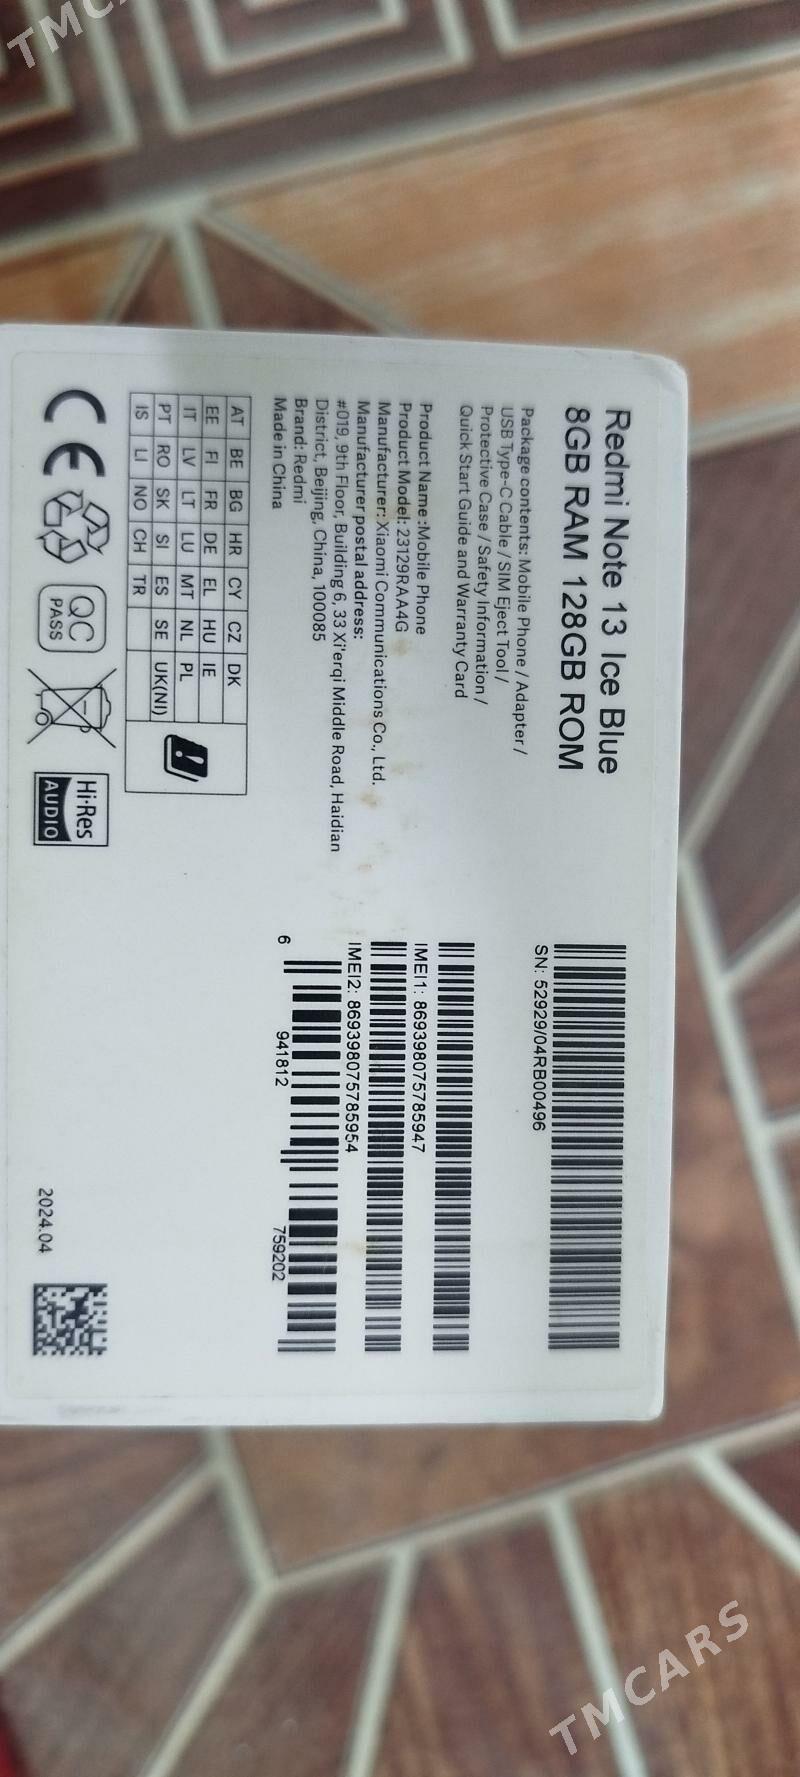 TMCARS
Redmi Note 13 Ice Blue
8GB RAM 128GB ROM
Package contents: Mobile Phone / Adapter /
USB Type-C Cable / SIM Eject Tool /
Protective Case / Safety Information /
Quick Start Guide and Warranty Card
Product Name :Mobile Phone
Product Model: 23129RAA4G
Manufacturer: Xiaomi Communications Co., Ltd.
Manufacturer postal address:
#019, 9th Floor, Building 6, 33 Xi'erqi Middle Road, Haidian
District, Beijing, China, 100085
Brand: Redmi
Made in China
AT BE BG HR CY CZ DK
EE FI FR DE EL HU IE
IT LV LT LU MT NL PL
PT RO SK SI ES SE UK(NI)
IS LI NO CH TR
CE
QC
PASS
Hi-Res
AUDIO
SN: 52929/04RB00496
IMEI1: 869398075785947
IMEI2: 869398075785954
6 941812 759202
2024.04
TMCARS